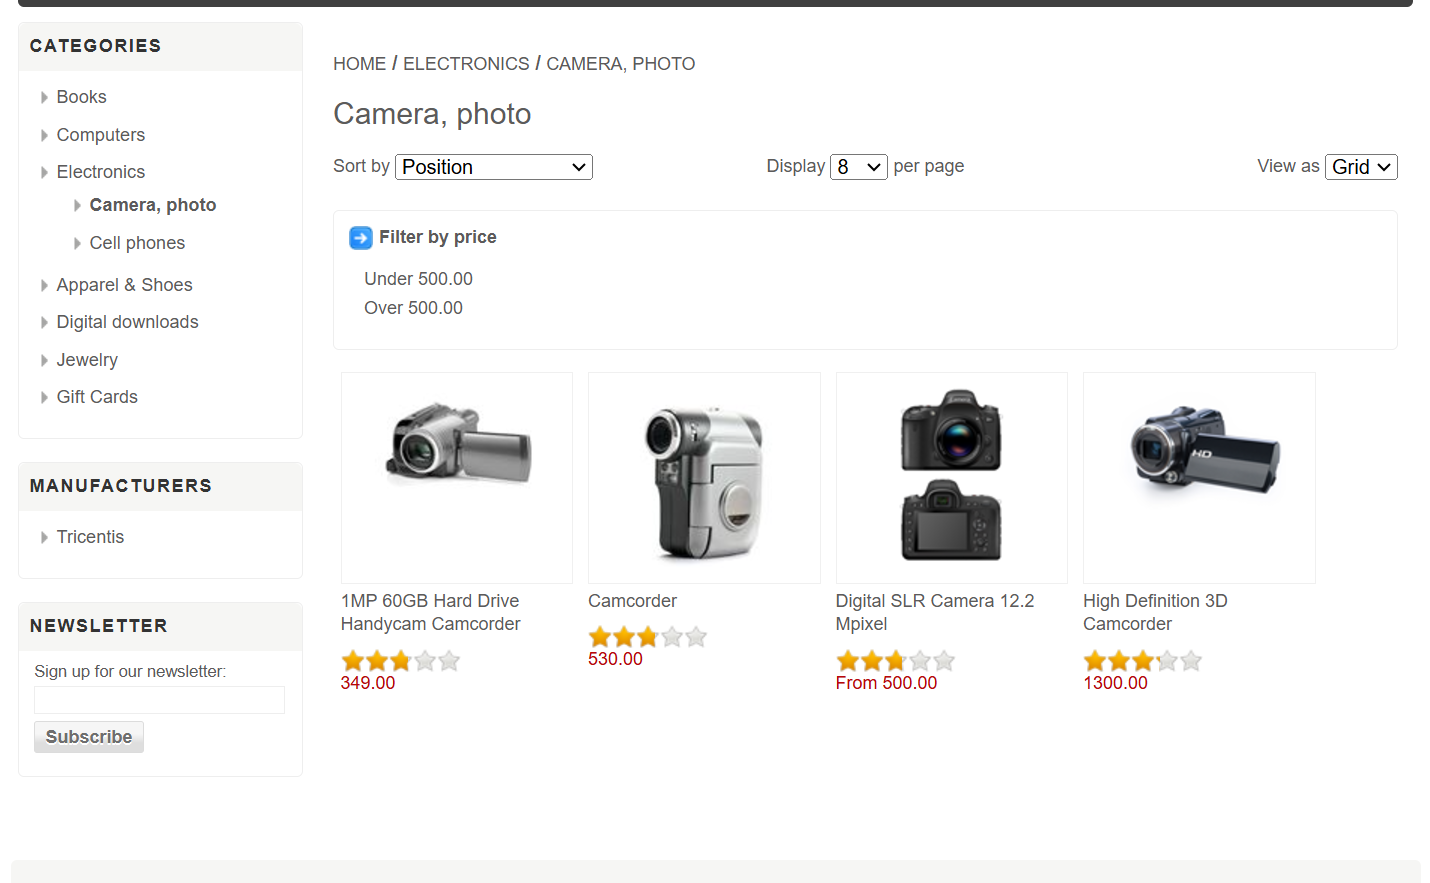 CATEGORIES
Books
Computers
Electronics
Camera, photo
Cell phones
Apparel & Shoes
Digital downloads
Jewelry
Gift Cards
MANUFACTURERS
Tricentis
NEWSLETTER
Sign up for our newsletter:
Subscribe
HOME / ELECTRONICS / CAMERA, PHOTO
Camera, photo
Sort by Position Display 8 per page View as Grid
Filter by price
Under 500.00
Over 500.00
HD
1MP 60GB Hard Drive
Handycam Camcorder
349.00
Camcorder
530.00
Digital SLR Camera 12.2
Mpixel
From 500.00
High Definition 3D
Camcorder
1300.00